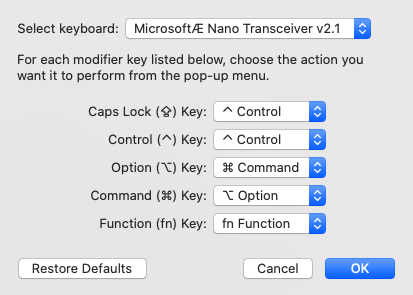 Select keyboard: MicrosoftÆ Nano Transceiver v2.1
For each modifier key listed below, choose the action you
want it to perform from the pop-up menu.
Caps Lock (⇪) Key: ^ Control
Control (^) Key: ^ Control
Option (⌥) Key: ⌘ Command
Command (⌘) Key: ⌥ Option
Function (fn) Key: fn Function
Restore Defaults Cancel OK